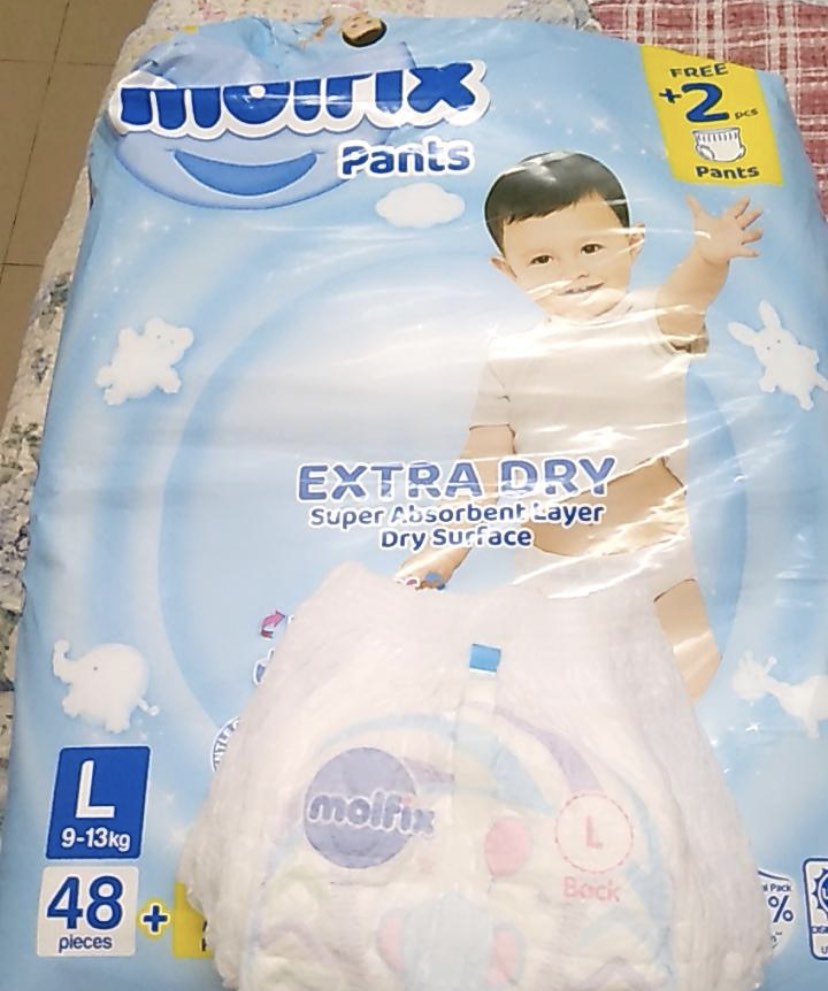 molfix
Pants
FREE
+2 pcs
Pants
EXTRA DRY
Super Absorbent Layer
Dry Surface
L
9-13kg
48 +
pieces
molfix
L
Back
Pack
%